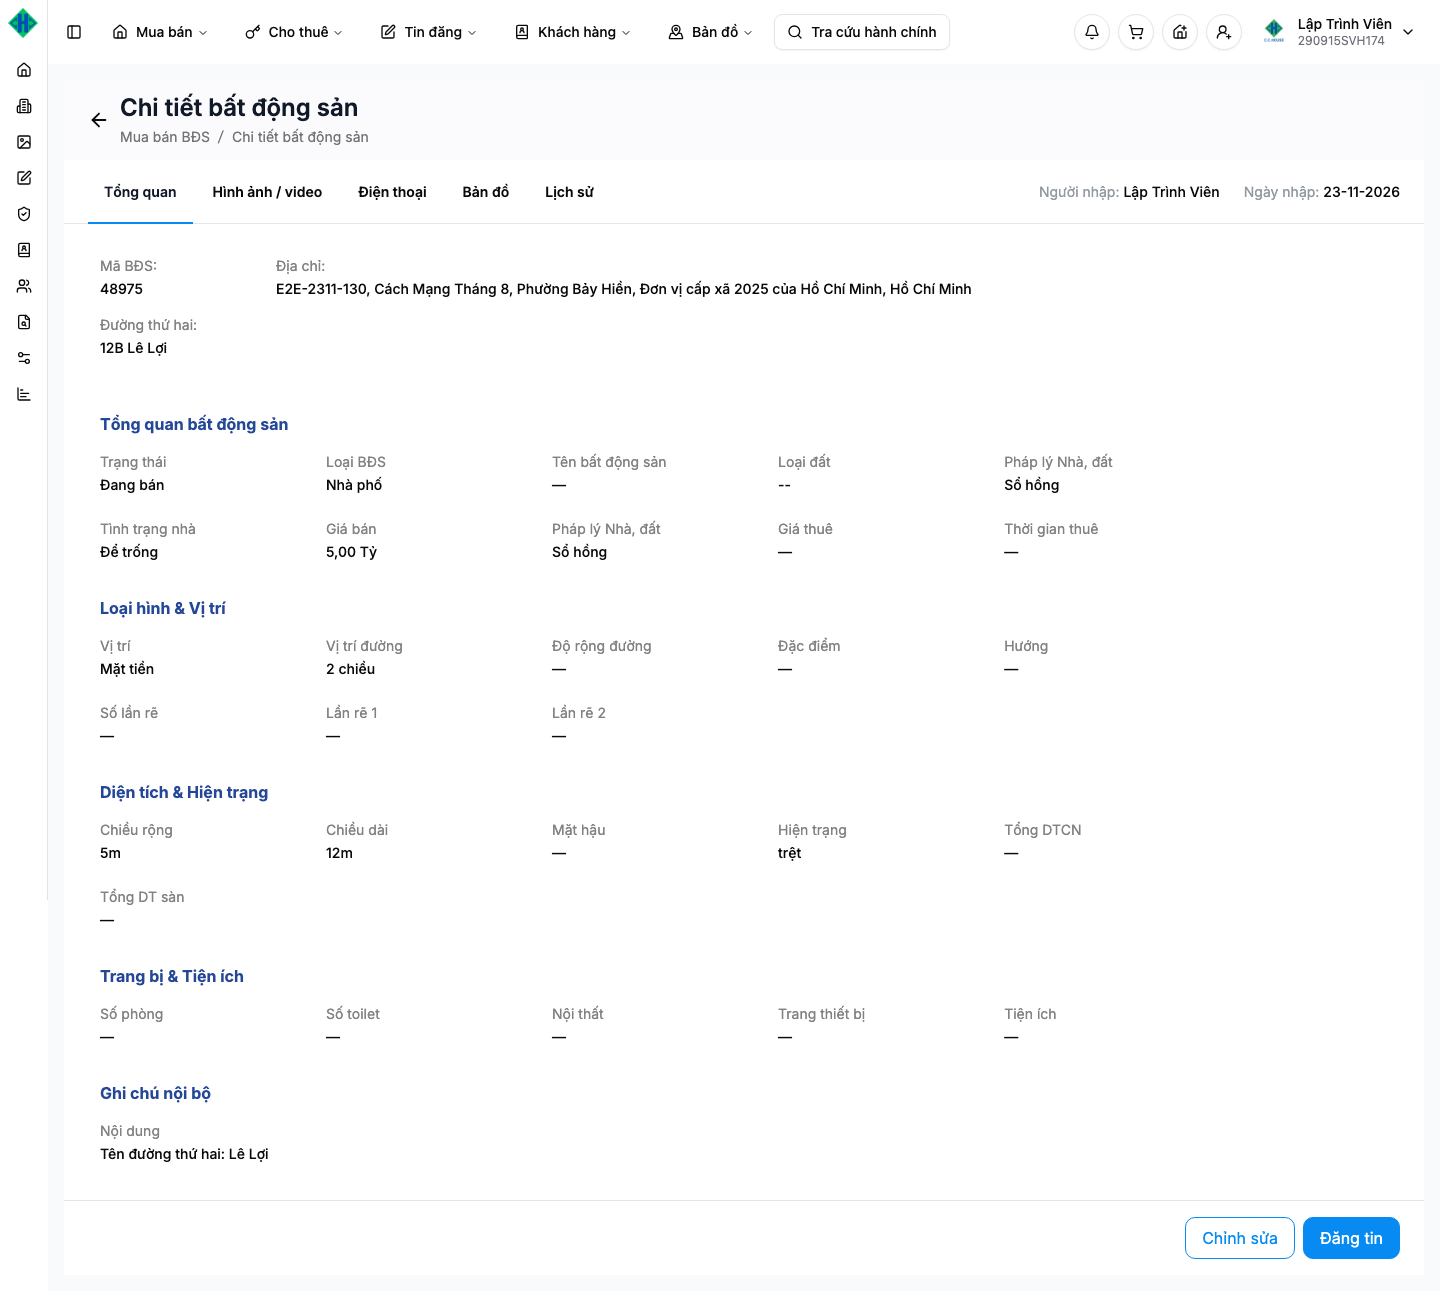 Mua bán
Cho thuê
Tin đăng
Khách hàng
Bản đồ
Tra cứu hành chính
Lập Trình Viên
290915SVH174
Chi tiết bất động sản
Mua bán BĐS / Chi tiết bất động sản
Tổng quan
Hình ảnh / video
Điện thoại
Bản đồ
Lịch sử
Người nhập: Lập Trình Viên
Ngày nhập: 23-11-2026
Mã BĐS:
48975
Địa chỉ:
E2E-2311-130, Cách Mạng Tháng 8, Phường Bảy Hiền, Đơn vị cấp xã 2025 của Hồ Chí Minh, Hồ Chí Minh
Đường thứ hai:
12B Lê Lợi
Tổng quan bất động sản
Trạng thái
Đang bán
Loại BĐS
Nhà phố
Tên bất động sản
—
Loại đất
--
Pháp lý Nhà, đất
Sổ hồng
Tình trạng nhà
Để trống
Giá bán
5,00 Tỷ
Pháp lý Nhà, đất
Sổ hồng
Giá thuê
—
Thời gian thuê
—
Loại hình & Vị trí
Vị trí
Mặt tiền
Vị trí đường
2 chiều
Độ rộng đường
—
Đặc điểm
—
Hướng
—
Số lần rẽ
—
Lần rẽ 1
—
Lần rẽ 2
—
Diện tích & Hiện trạng
Chiều rộng
5m
Chiều dài
12m
Mặt hậu
—
Hiện trạng
trệt
Tổng DTCN
—
Tổng DT sàn
—
Trang bị & Tiện ích
Số phòng
—
Số toilet
—
Nội thất
—
Trang thiết bị
—
Tiện ích
—
Ghi chú nội bộ
Nội dung
Tên đường thứ hai: Lê Lợi
Chỉnh sửa
Đăng tin